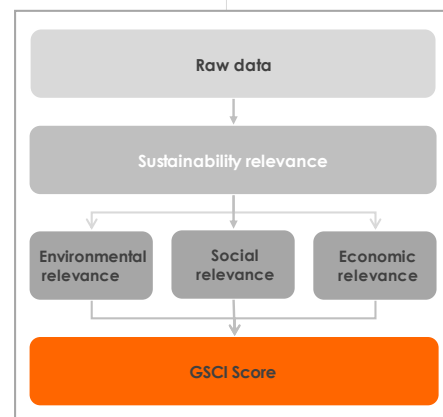 Raw data
Sustainability relevance
Environmental
relevance
Social
relevance
Economic
relevance
GSCI Score